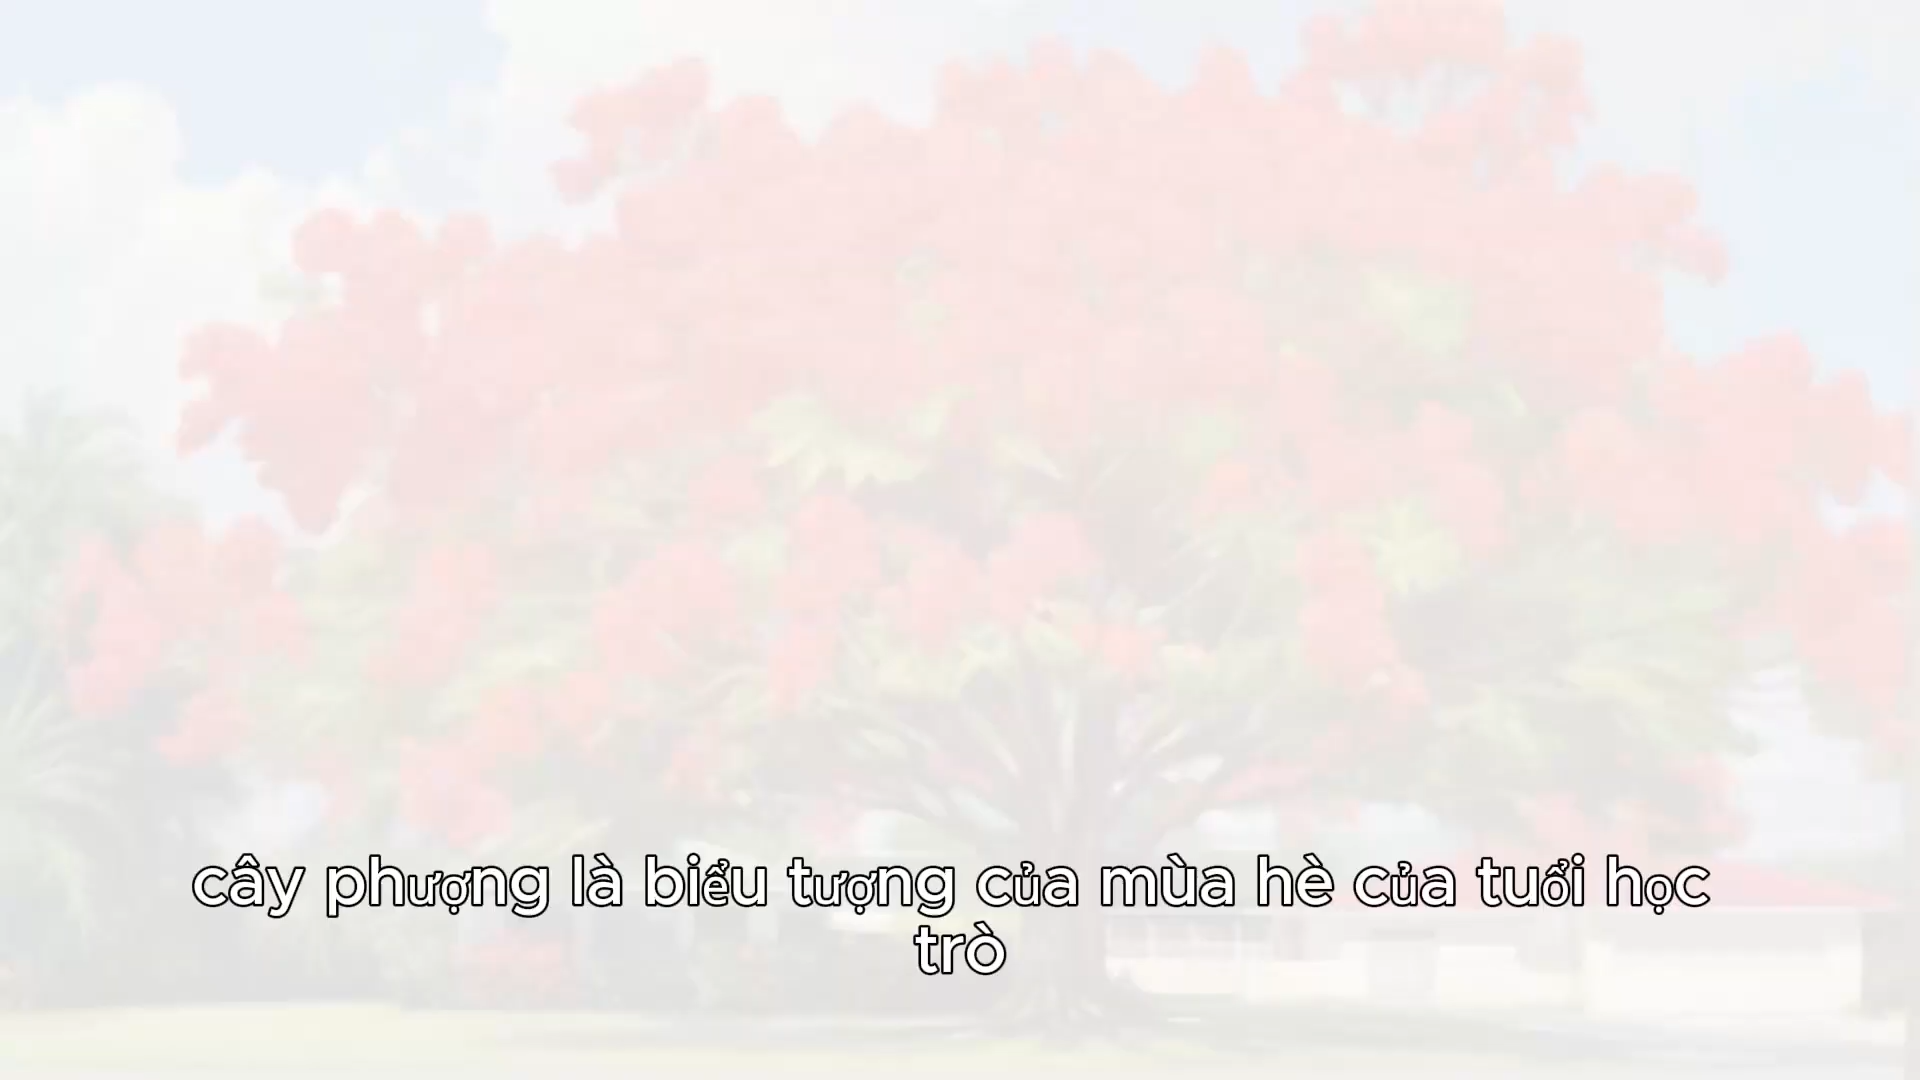 cây phượng là biểu tượng của mùa hè của tuổi học
trò